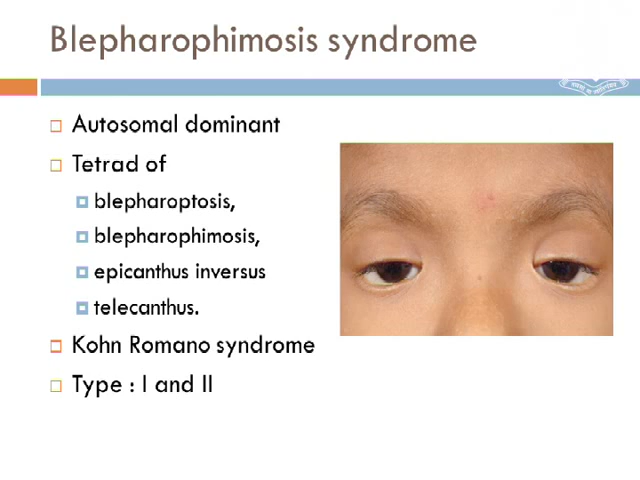 Blepharophimosis syndrome
Autosomal dominant
Tetrad of
blepharoptosis,
blepharophimosis,
epicanthus inversus
telecanthus.
Kohn Romano syndrome
Type : I and II